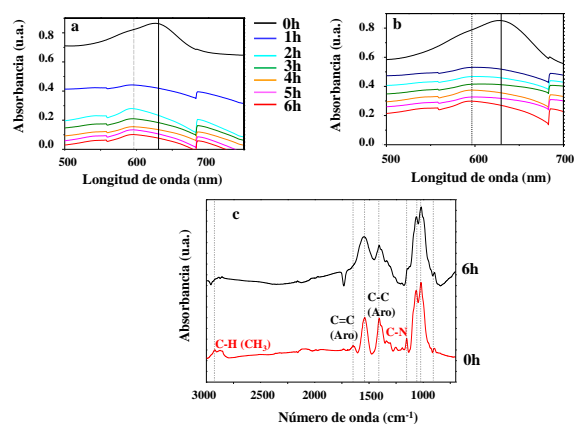 a
Absorbancia (u.a.)
0.8
0.6
0.4
0.2
0.0
500
600
700
Longitud de onda (nm)
0h
1h
2h
3h
4h
5h
6h
b
Absorbancia (u.a.)
0.8
0.6
0.4
0.2
0.0
500
600
700
Longitud de onda (nm)
c
Absorbancia (u.a.)
6h
C=C
(Aro)
C-C
(Aro)
C-H (CH3)
C-N
0h
3000
2500
2000
1500
1000
Número de onda (cm-1)